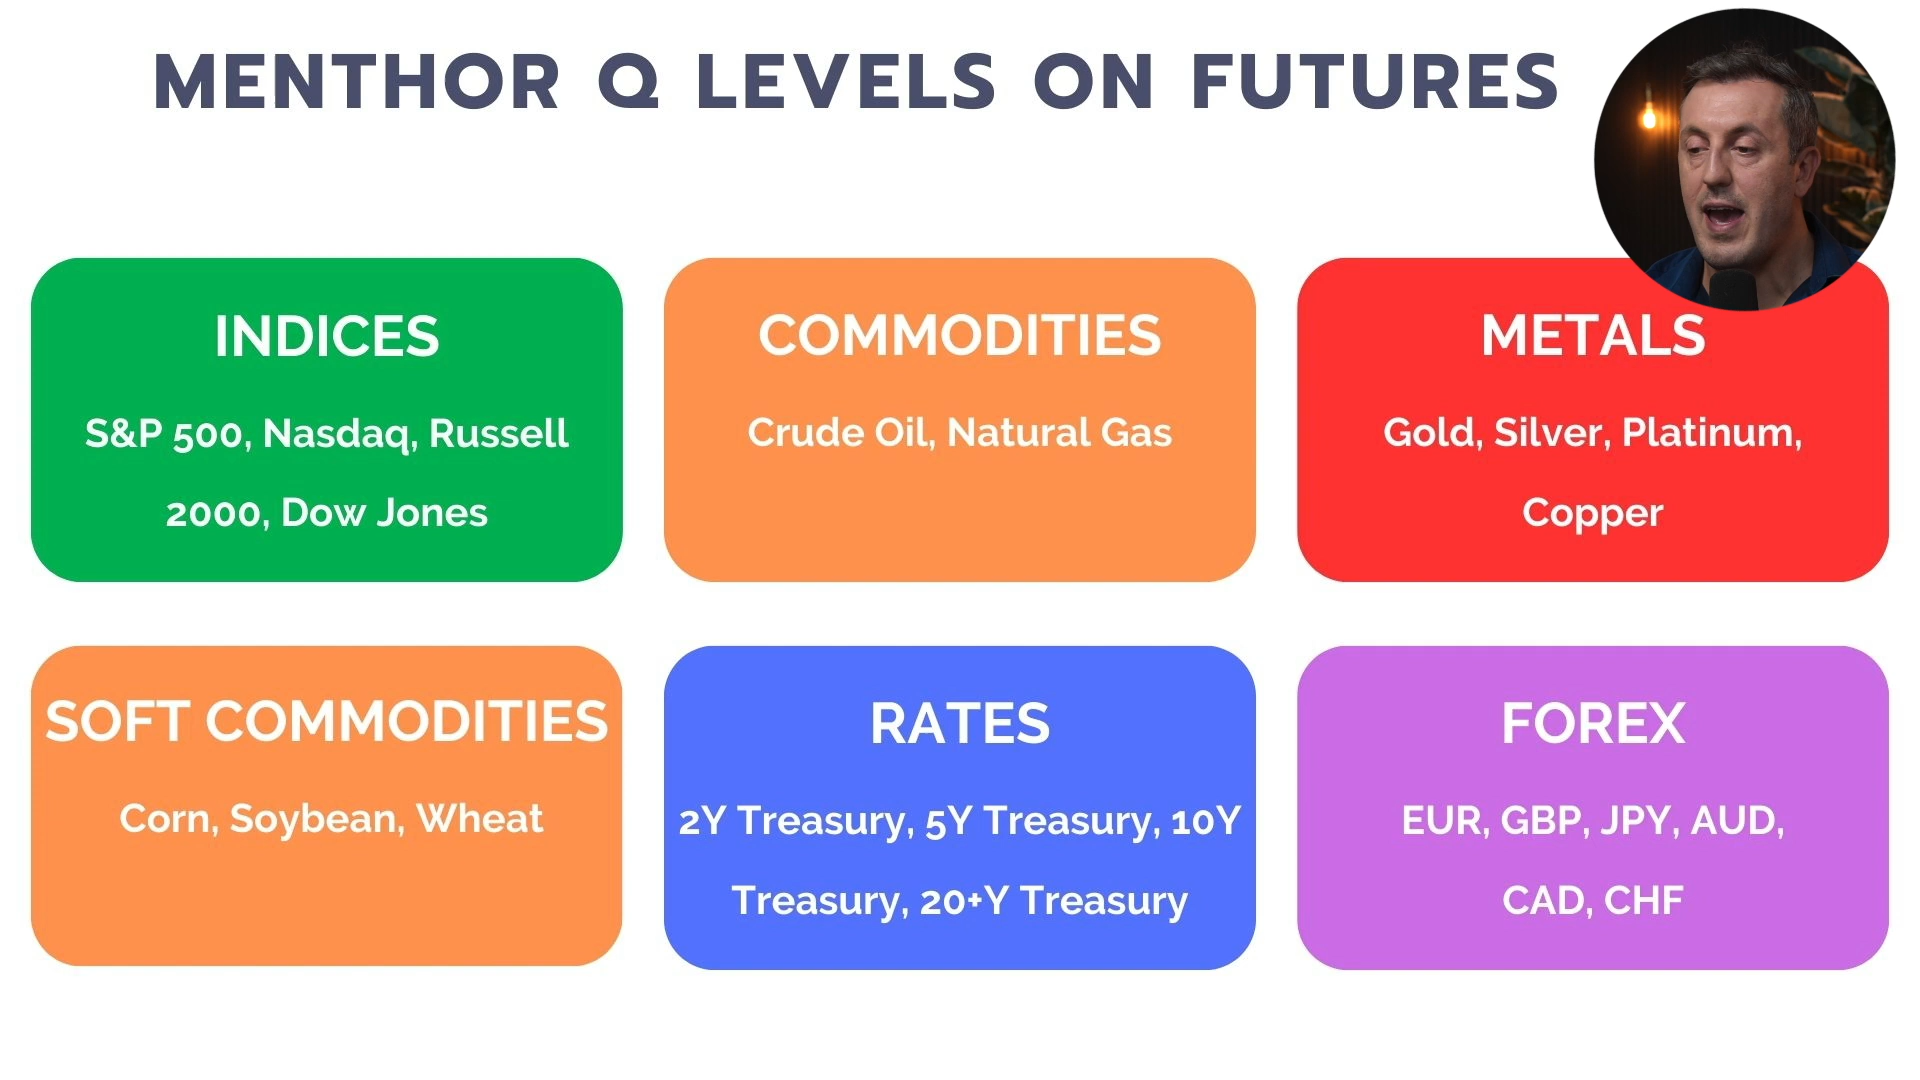 MENTHOR Q LEVELS ON FUTURES
INDICES
S&P 500, Nasdaq, Russell
2000, Dow Jones
COMMODITIES
Crude Oil, Natural Gas
METALS
Gold, Silver, Platinum,
Copper
SOFT COMMODITIES
Corn, Soybean, Wheat
RATES
2Y Treasury, 5Y Treasury, 10Y
Treasury, 20+Y Treasury
FOREX
EUR, GBP, JPY, AUD,
CAD, CHF